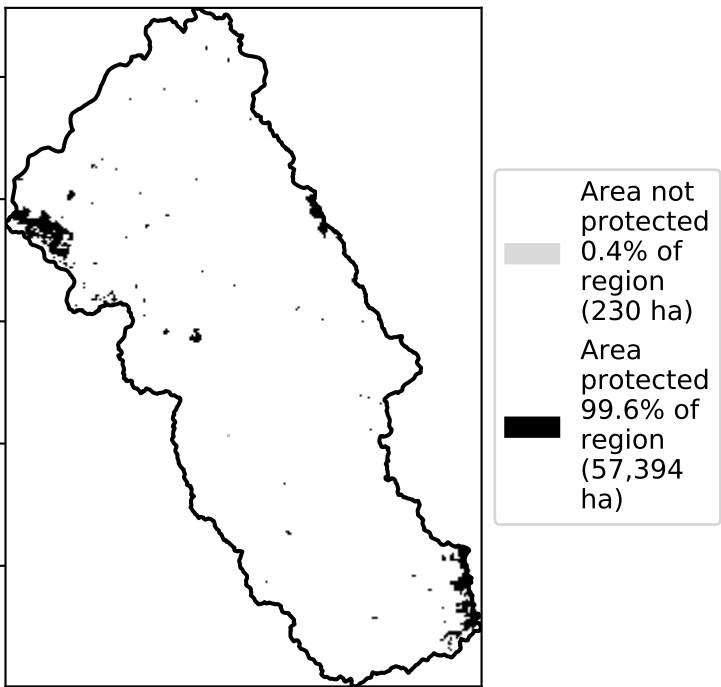 Area not
protected
0.4% of
region
(230 ha)
Area
protected
99.6% of
region
(57,394
ha)